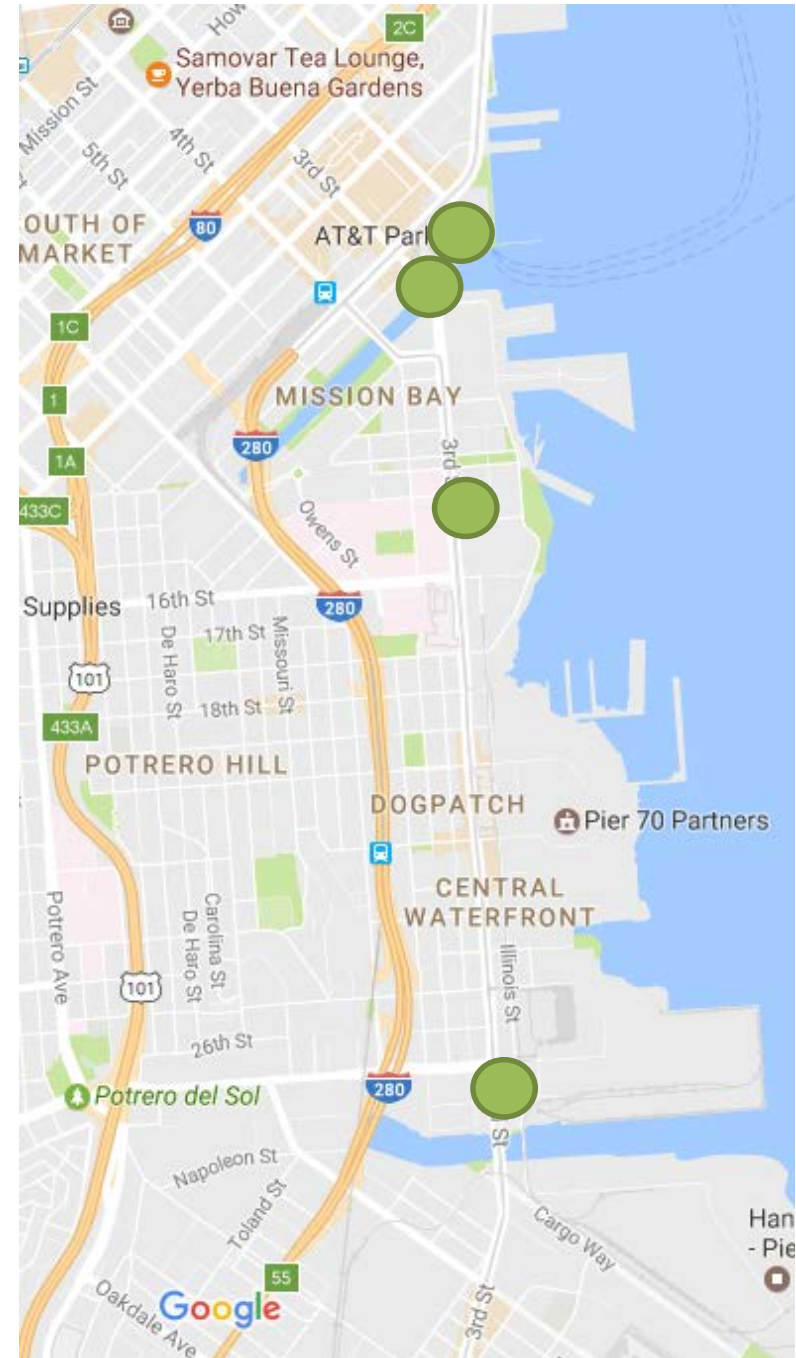 How
2C
Samovar Tea Lounge,
Yerba Buena Gardens
Mission St
4th St
5th St
3rd St
80
OUTH OF
MARKET
AT&T Par
1C
MISSION BAY
1
280
3rd S
1A
433C
Owens St
Supplies
16th St
280
17th St
Missouri St
De Haro St
101
18th St
433A
POTRERO HILL
DOGPATCH
Pier 70 Partners
CENTRAL
WATERFRONT
Potrero Ave
Carolina St
De Haro St
Illinois St
101
26th St
280
Potrero del Sol
St
Napoleon St
Toland St
Cargo Way
Han
- Pie
55
Google
Oakdale Ave
3rd St